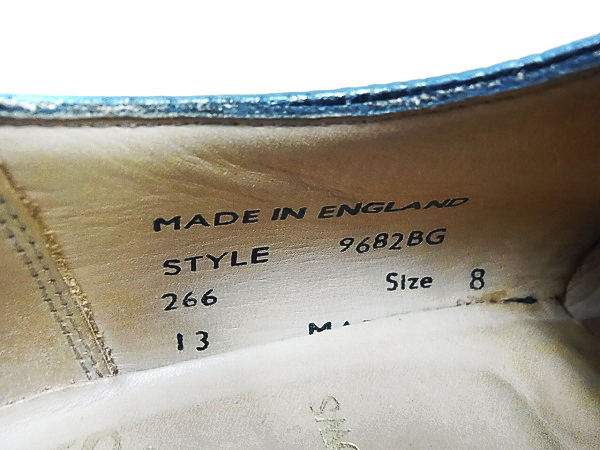 MADE IN ENGLAND
STYLE 9682BG
266 Size 8
13